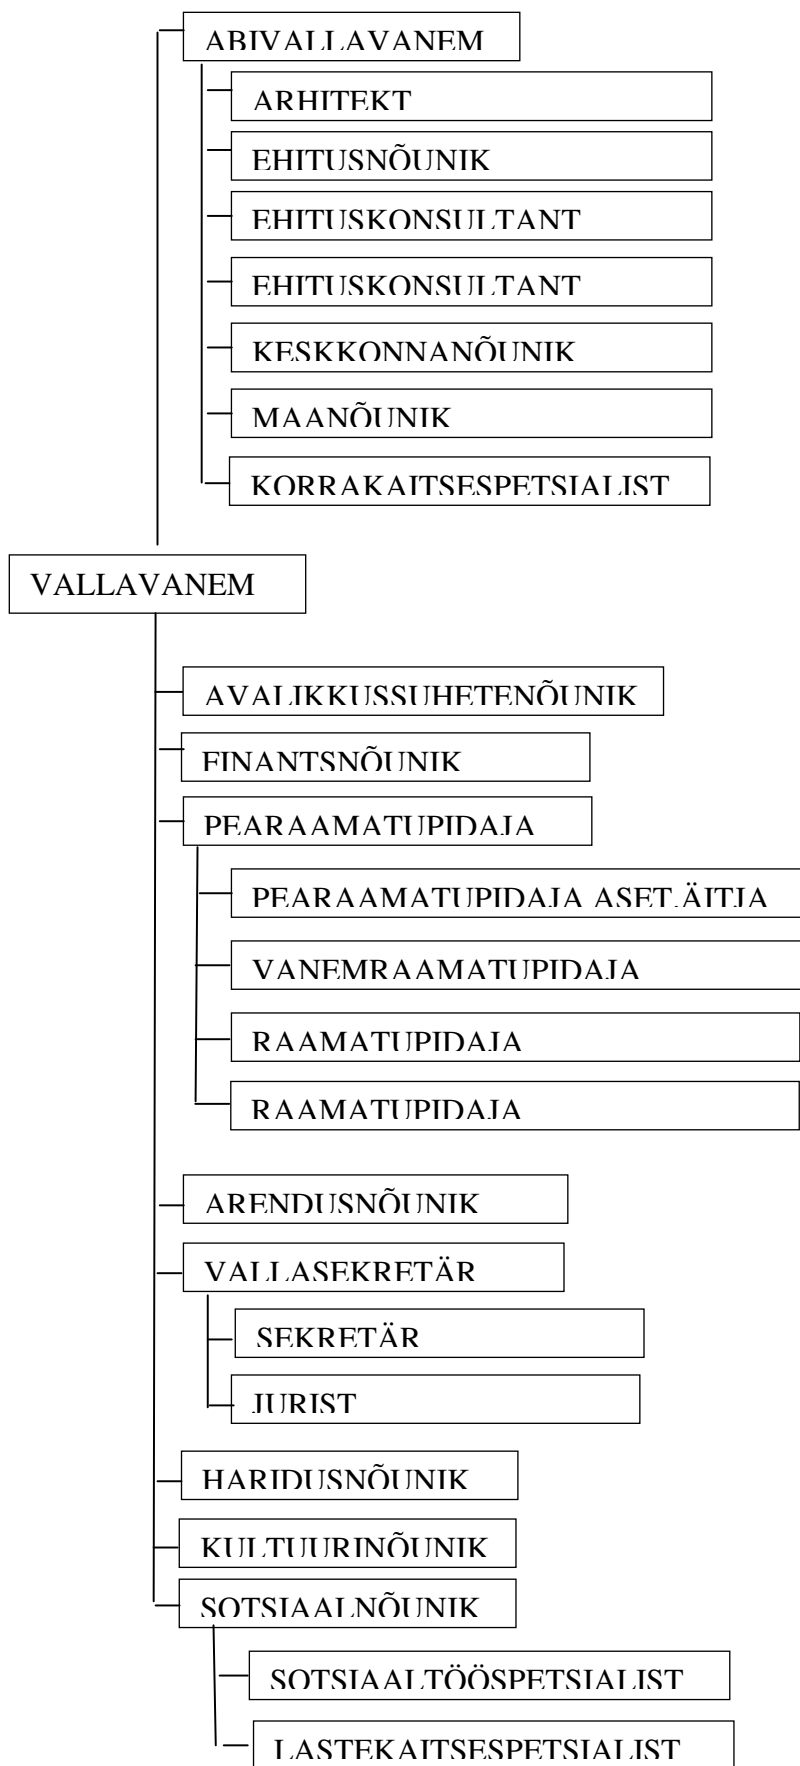 ABIVALLAVANEM
ARHITEKT
EHITUSNÕUNIK
EHITUSKONSULTANT
EHITUSKONSULTANT
KESKKONNANÕUNIK
MAANÕUNIK
KORRAKAITSESPETSIALIST
VALLAVANEM
AVALIKKUSSUHETENÕUNIK
FINANTSNÕUNIK
PEARAAMATUPIDAJA
PEARAAMATUPIDAJA ASETÄITJA
VANEMRAAMATUPIDAJA
RAAMATUPIDAJA
RAAMATUPIDAJA
ARENDUSNÕUNIK
VALLASEKRETÄR
SEKRETÄR
JURIST
HARIDUSNÕUNIK
KULTUURINÕUNIK
SOTSIAALNÕUNIK
SOTSIAALTÖÖSPETSIALIST
LASTEKAITSESPETSIALIST